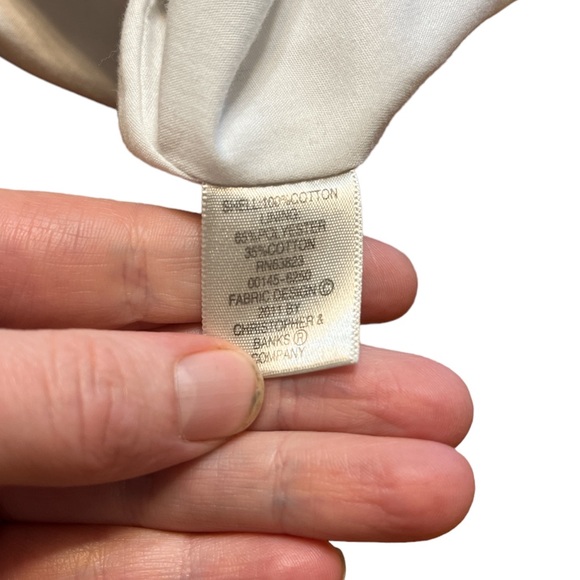 SHELL:100%COTTON
LINING:
65%POLYESTER
35%COTTON
RN63823
00145-6250
FABRIC DESIGN ©
2011 BY
CHRISTOPHER &
BANKS ®
COMPANY